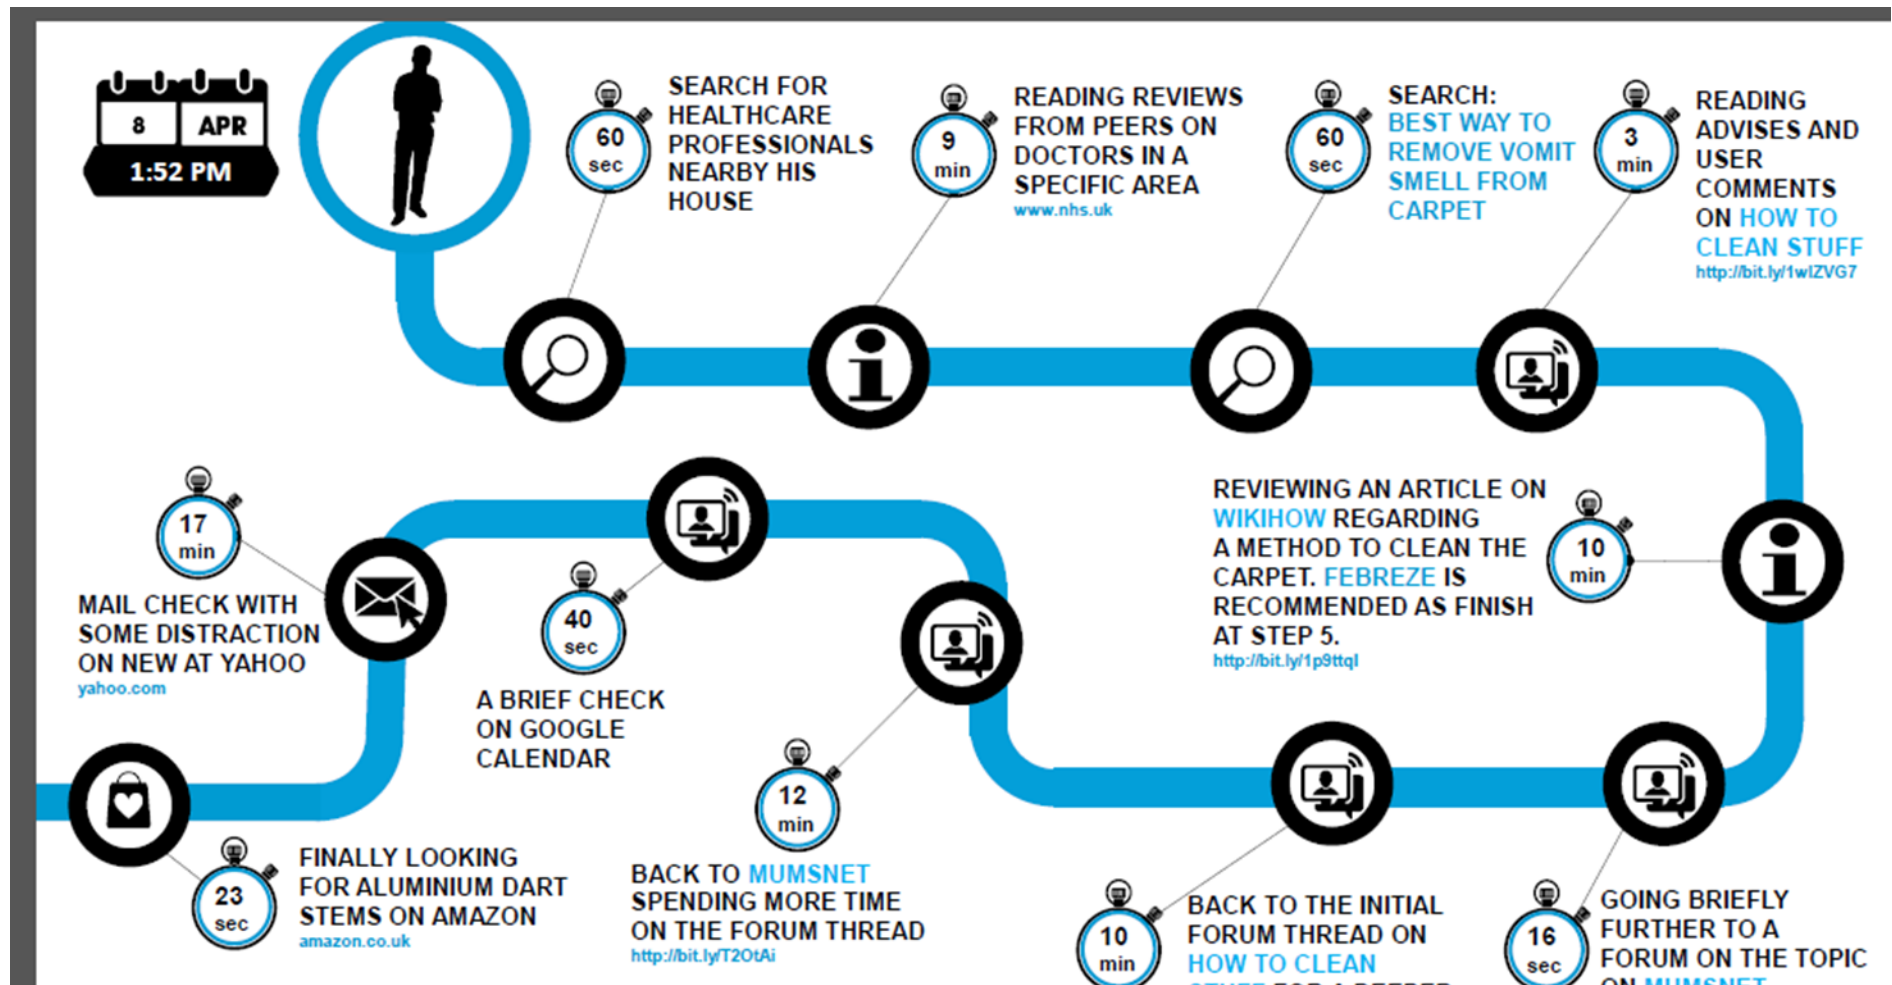 8 APR
1:52 PM
60
sec
SEARCH FOR
HEALTHCARE
PROFESSIONALS
NEARBY HIS
HOUSE
9
min
READING REVIEWS
FROM PEERS ON
DOCTORS IN A
SPECIFIC AREA
www.nhs.uk
60
sec
SEARCH:
BEST WAY TO
REMOVE VOMIT
SMELL FROM
CARPET
3
min
READING
ADVISES AND
USER
COMMENTS
ON HOW TO
CLEAN STUFF
http://bit.ly/1wIZVG7
REVIEWING AN ARTICLE ON
WIKIHOW REGARDING
A METHOD TO CLEAN THE
CARPET. FEBREZE IS
RECOMMENDED AS FINISH
AT STEP 5.
http://bit.ly/1p9ttqI
10
min
16
sec
GOING BRIEFLY
FURTHER TO A
FORUM ON THE TOPIC
ON MUMSNET
10
min
BACK TO THE INITIAL
FORUM THREAD ON
HOW TO CLEAN
STUFF FOR A DEEPER
12
min
BACK TO MUMSNET
SPENDING MORE TIME
ON THE FORUM THREAD
http://bit.ly/T2OtAi
40
sec
A BRIEF CHECK
ON GOOGLE
CALENDAR
17
min
MAIL CHECK WITH
SOME DISTRACTION
ON NEW AT YAHOO
yahoo.com
23
sec
FINALLY LOOKING
FOR ALUMINIUM DART
STEMS ON AMAZON
amazon.co.uk